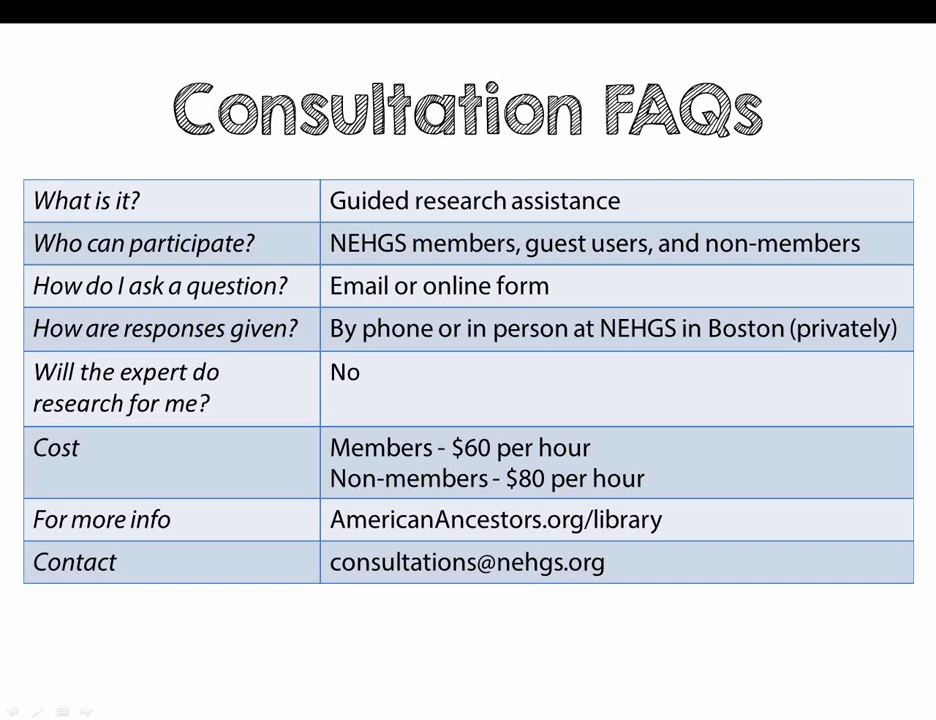 Consultation FAQs
What is it? Guided research assistance
Who can participate? NEHGS members, guest users, and non-members
How do I ask a question? Email or online form
How are responses given? By phone or in person at NEHGS in Boston (privately)
Will the expert do No
research for me?
Cost Members - $60 per hour
Non-members - $80 per hour
For more info AmericanAncestors.org/library
Contact consultations@nehgs.org